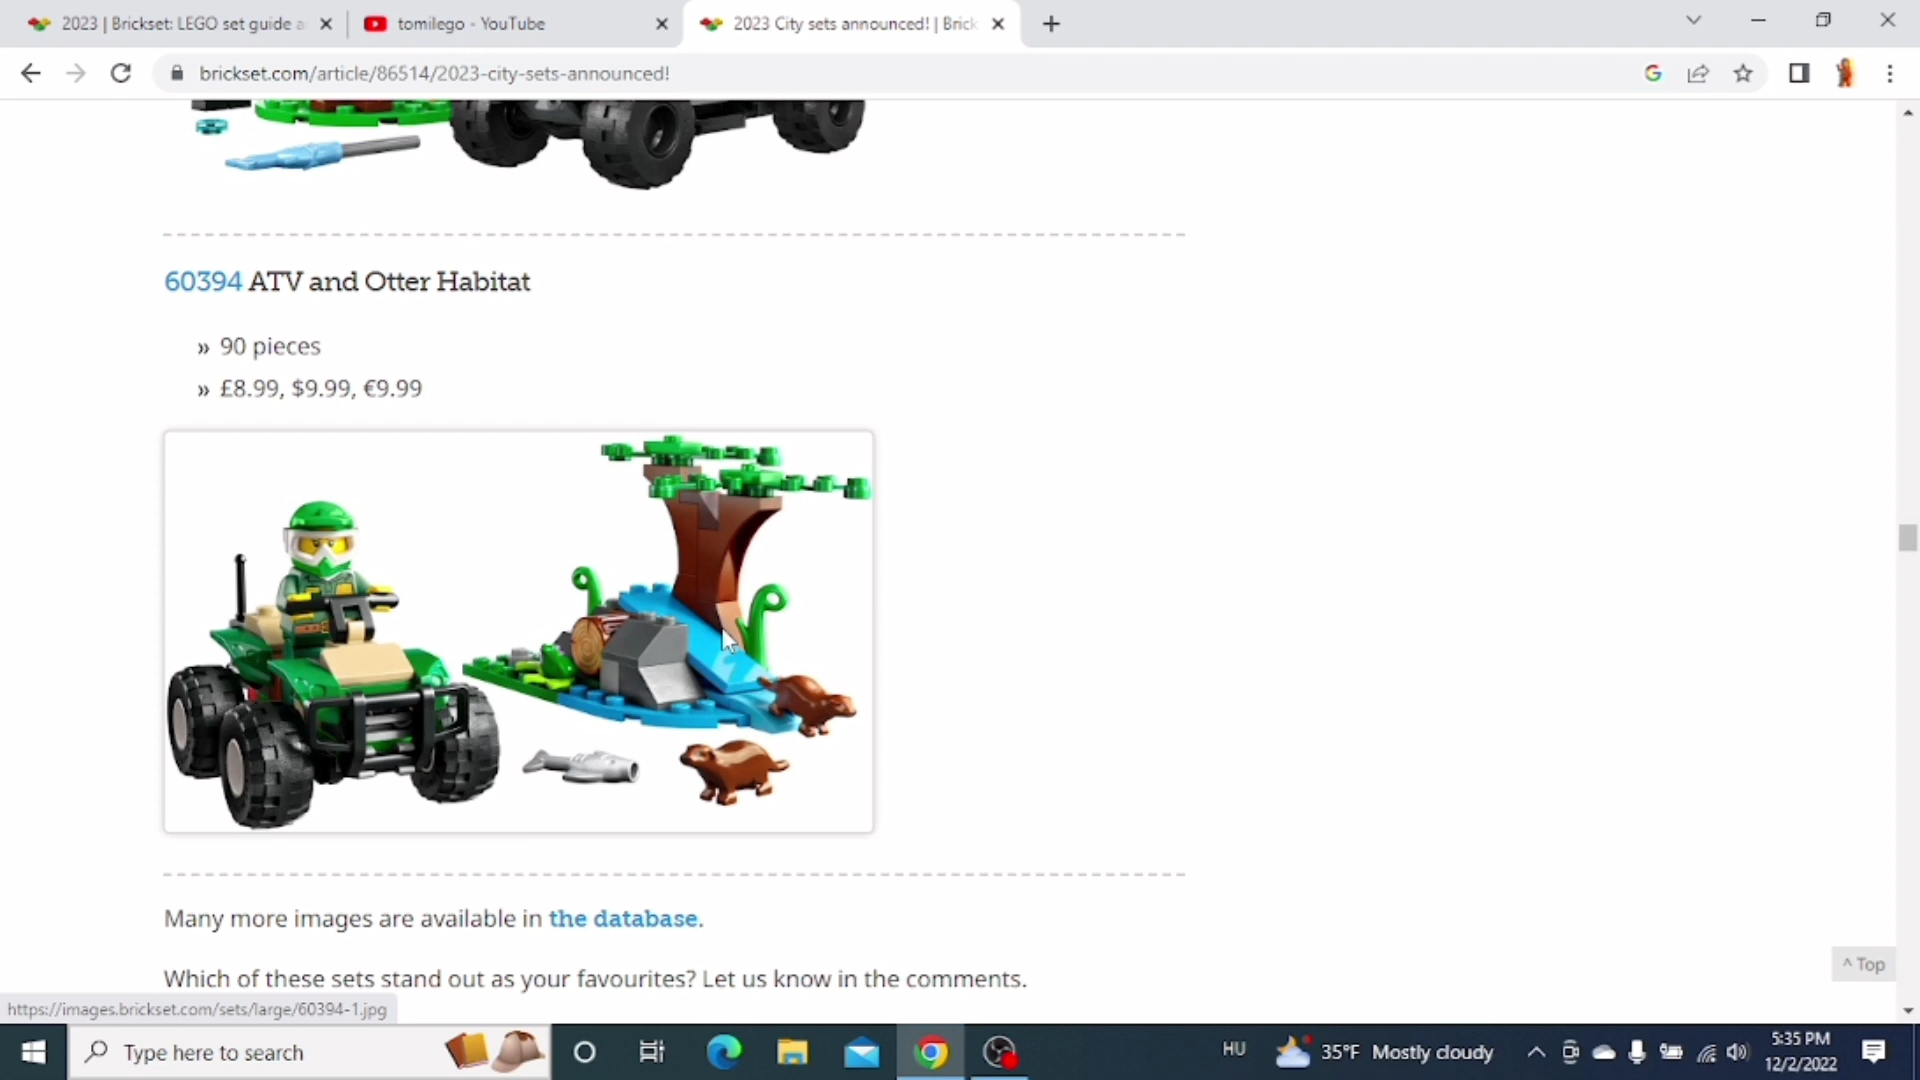 2023 | Brickset: LEGO set guide a
tomilego - YouTube
2023 City sets announced! | Brick
brickset.com/article/86514/2023-city-sets-announced!
60394 ATV and Otter Habitat
» 90 pieces
» £8.99, $9.99, €9.99
Many more images are available in the database.
^ Top
Which of these sets stand out as your favourites? Let us know in the comments.
https://images.brickset.com/sets/large/60394-1.jpg
Type here to search
HU
35°F Mostly cloudy
5:35 PM
12/2/2022